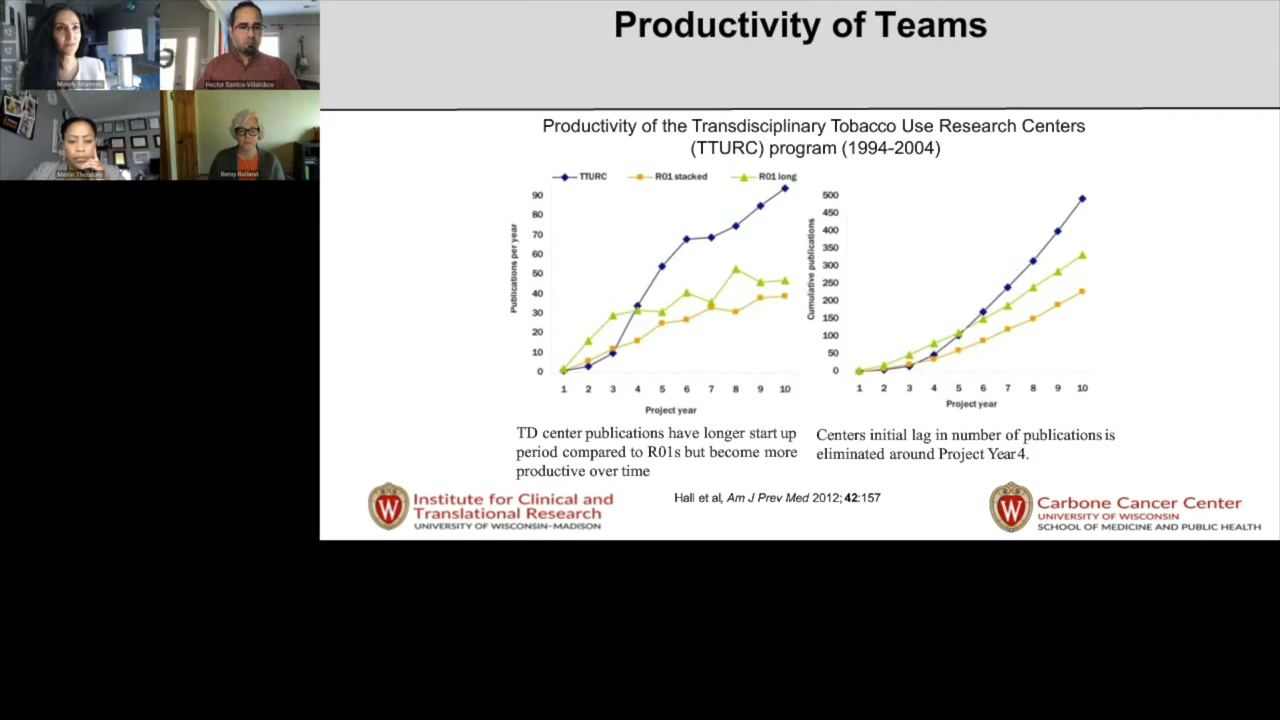 Productivity of Teams
Hector Santos-Villalobos
Betsy Rolland
Productivity of the Transdisciplinary Tobacco Use Research Centers
(TTURC) program (1994-2004)
TTURC
R01 stacked
R01 long
Publications per year
90
80
70
60
50
40
30
20
10
0
1 2 3 4 5 6 7 8 9 10
Project year
Cumulative publications
500
450
400
350
300
250
200
150
100
50
0
1 2 3 4 5 6 7 8 9 10
Project year
TD center publications have longer start up
period compared to R01s but become more
productive over time
Centers initial lag in number of publications is
eliminated around Project Year 4.
Hall et al, Am J Prev Med 2012; 42:157
W
Institute for Clinical and
Translational Research
UNIVERSITY OF WISCONSIN–MADISON
W
Carbone Cancer Center
UNIVERSITY OF WISCONSIN
SCHOOL OF MEDICINE AND PUBLIC HEALTH